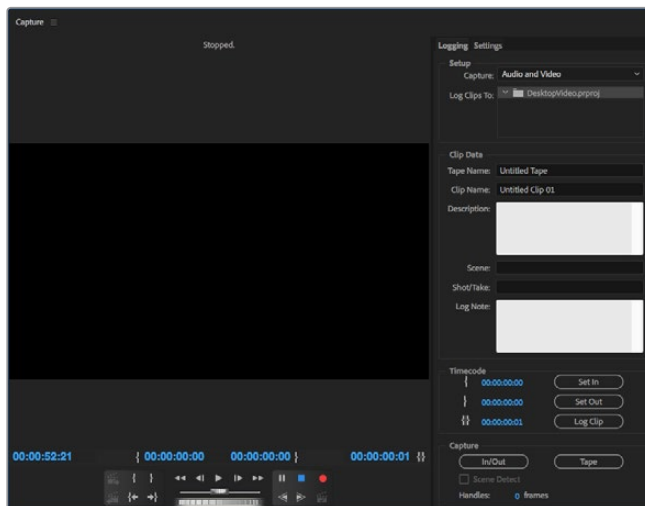 Capture
Stopped.
Logging Settings
Setup
Capture: Audio and Video
Log Clips To: DesktopVideo.prproj
Clip Data
Tape Name: Untitled Tape
Clip Name: Untitled Clip 01
Description:
Scene:
Shot/Take:
Log Note:
Timecode
{ 00:00:00:00 Set In
} 00:00:00:00 Set Out
{} 00:00:00:01 Log Clip
00:00:52:21 { 00:00:00:00 00:00:00:00 } 00:00:00:01 {}
Capture
In/Out Tape
Scene Detect
Handles: 0 frames